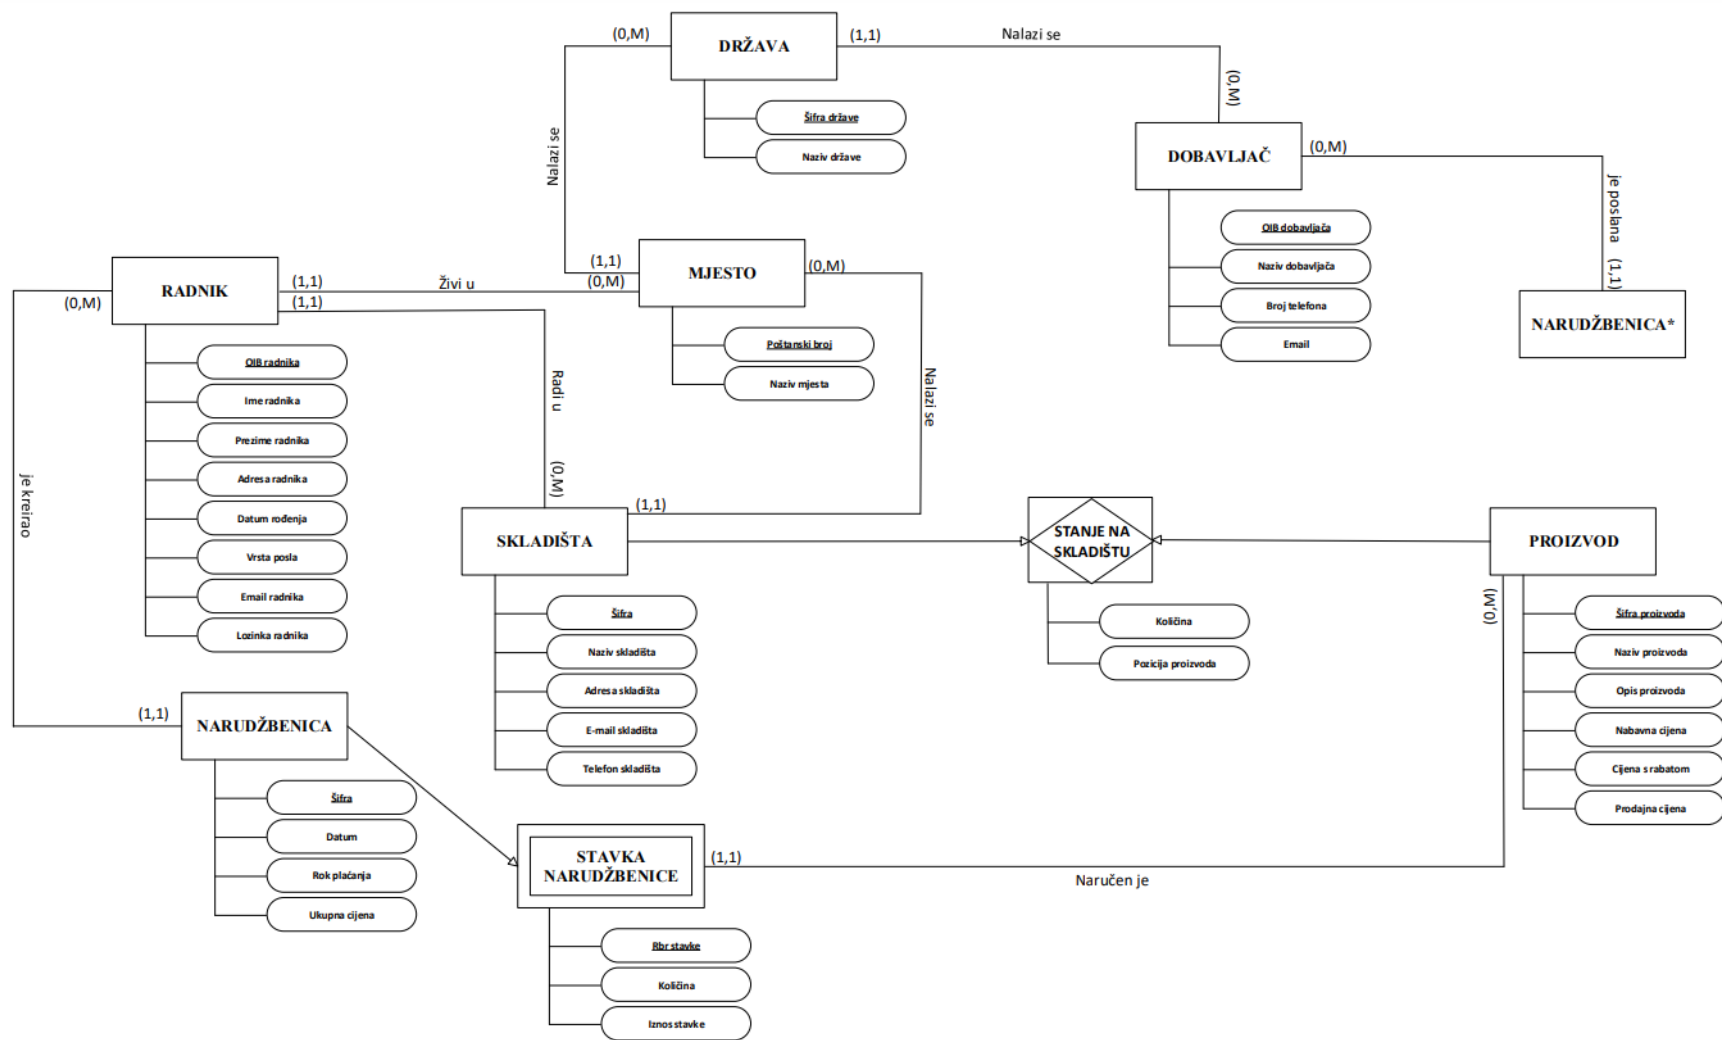 (0,M)
DRŽAVA
(1,1)
Nalazi se
Šifra države
Naziv države
Nalazi se
(0,M)
DOBAVLJAČ
(0,M)
OIB dobavljača
Naziv dobavljača
Broj telefona
Email
je poslana
(1,1)
NARUDŽBENICA*
(1,1)
(0,M)
MJESTO
(0,M)
Poštanski broj
Naziv mjesta
Živi u
(0,M)
RADNIK
(1,1)
(1,1)
OIB radnika
Ime radnika
Prezime radnika
Adresa radnika
Datum rođenja
Vrsta posla
Email radnika
Lozinka radnika
je kreirao
Radi u
(0,M)
Nalazi se
(1,1)
SKLADIŠTA
Šifra
Naziv skladišta
Adresa skladišta
E-mail skladišta
Telefon skladišta
STANJE NA
SKLADIŠTU
Količina
Pozicija proizvoda
PROIZVOD
(0,M)
Šifra proizvoda
Naziv proizvoda
Opis proizvoda
Nabavna cijena
Cijena s rabatom
Prodajna cijena
(1,1)
NARUDŽBENICA
Šifra
Datum
Rok plaćanja
Ukupna cijena
STAVKA
NARUDŽBENICE
(1,1)
Naručen je
Rbr stavke
Količina
Iznos stavke